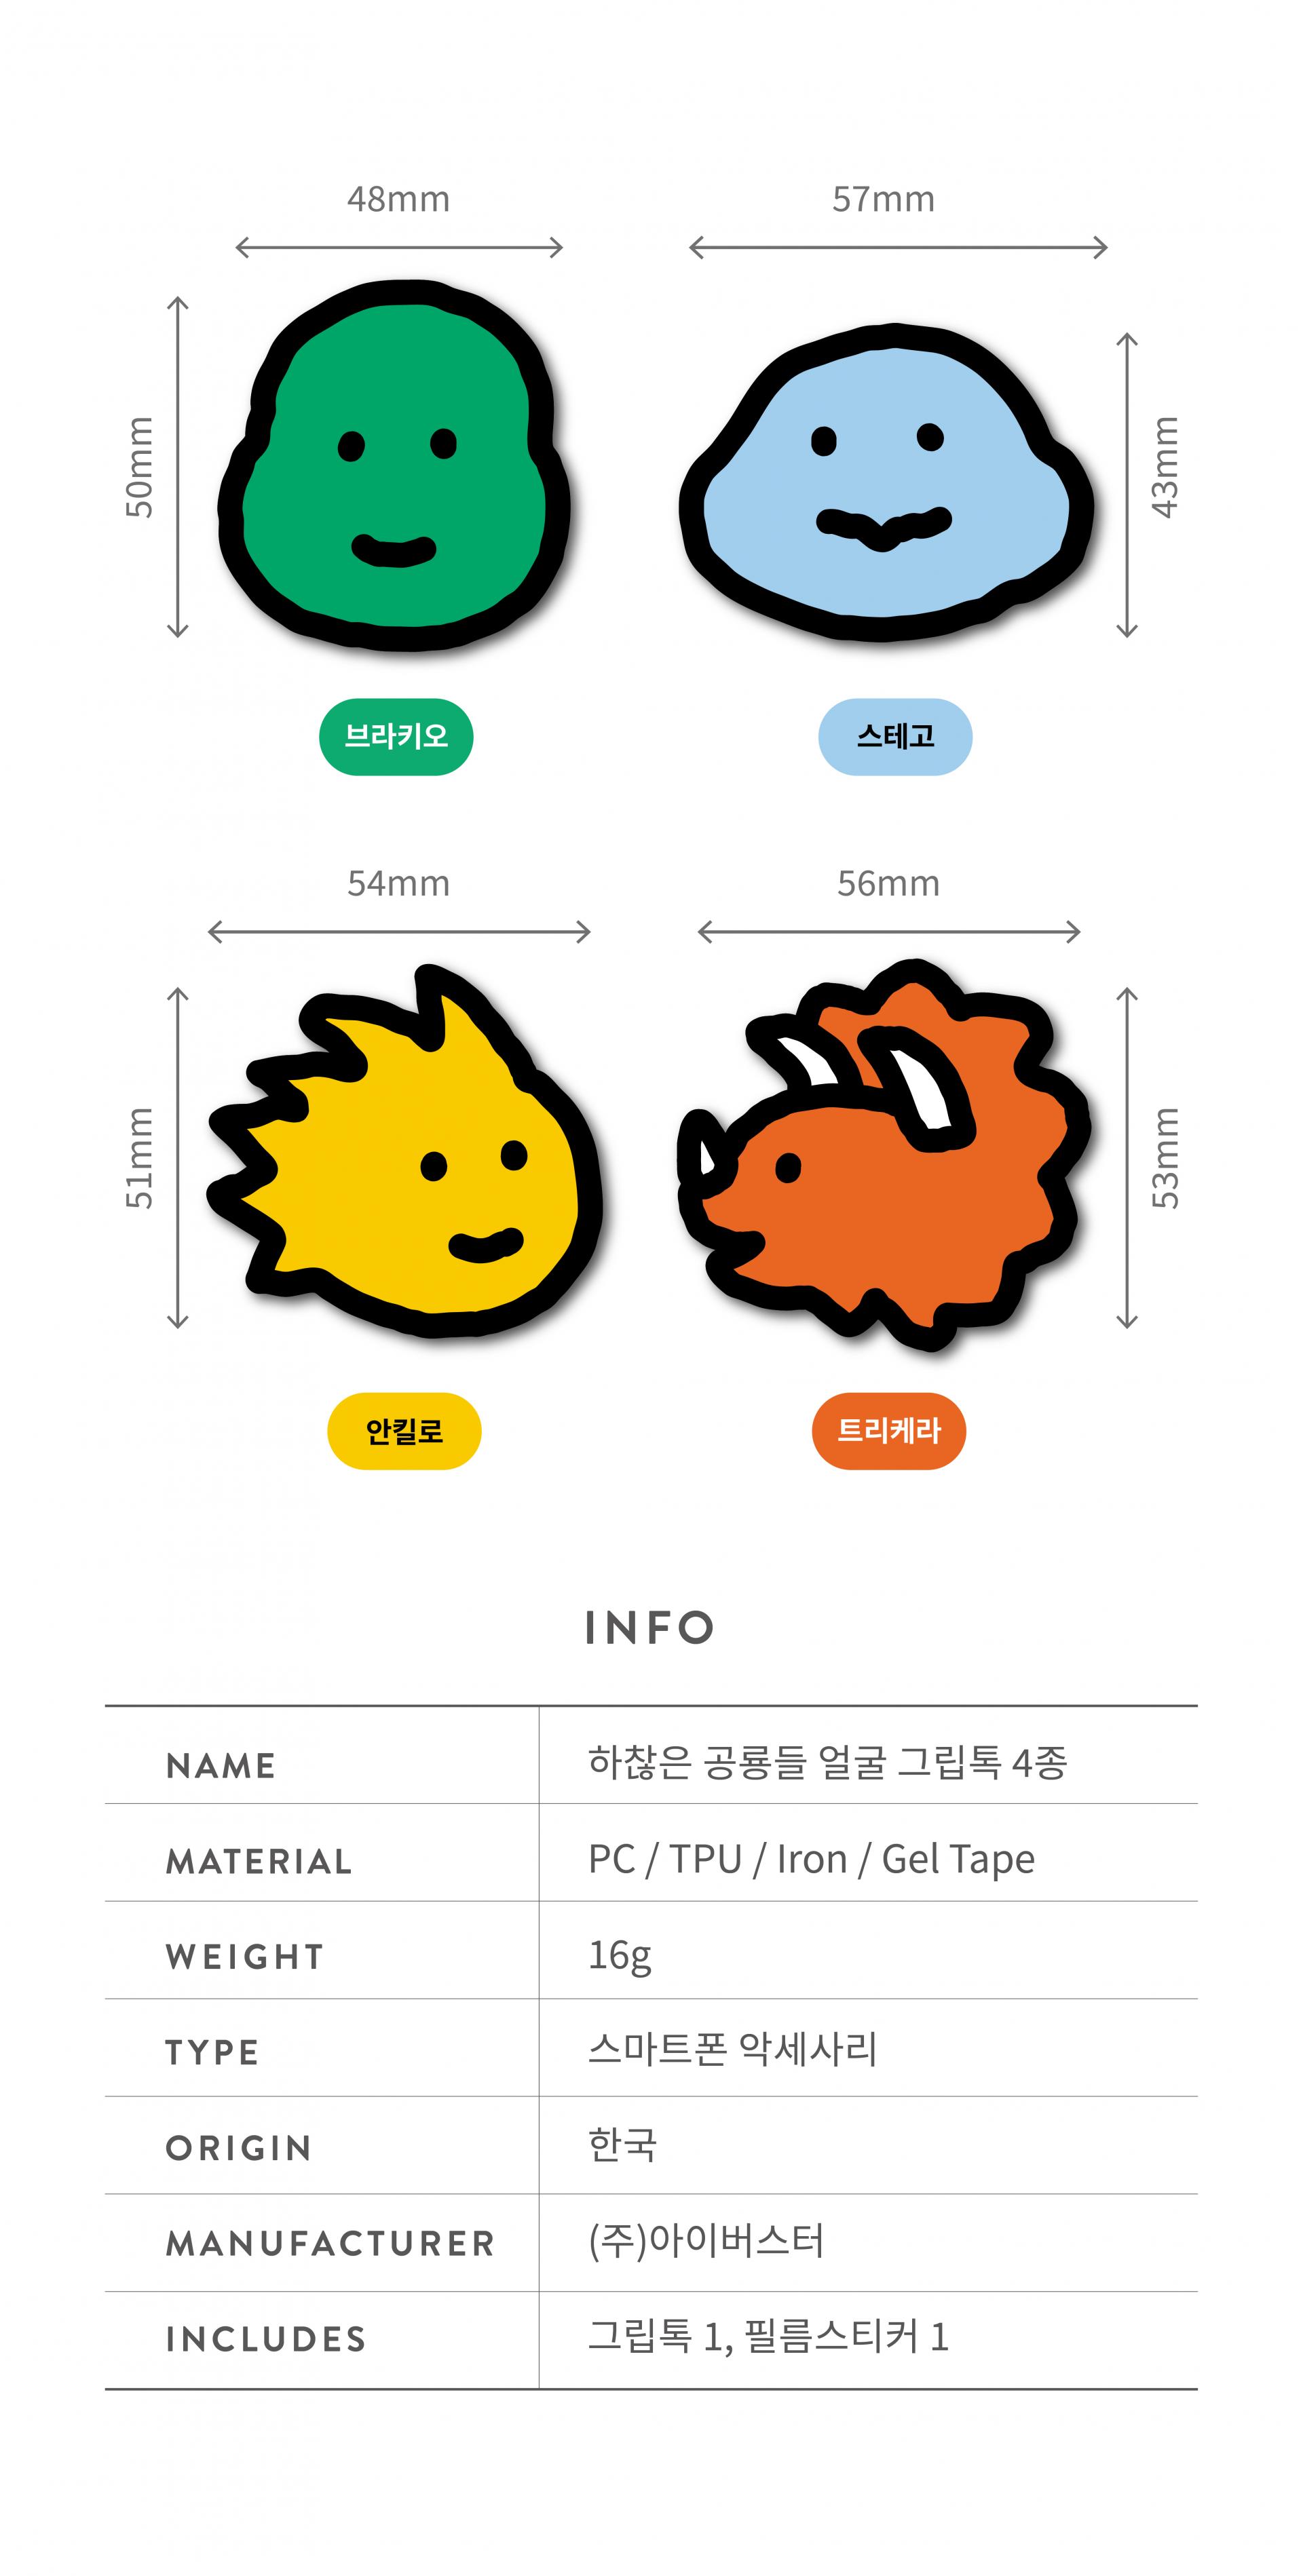 48mm
57mm
50mm
43mm
브라키오
스테고
54mm
56mm
51mm
53mm
안킬로
트리케라
INFO
NAME 하찮은 공룡들 얼굴 그립톡 4종
MATERIAL PC / TPU / Iron / Gel Tape
WEIGHT 16g
TYPE 스마트폰 악세사리
ORIGIN 한국
MANUFACTURER (주)아이버스터
INCLUDES 그립톡 1, 필름스티커 1